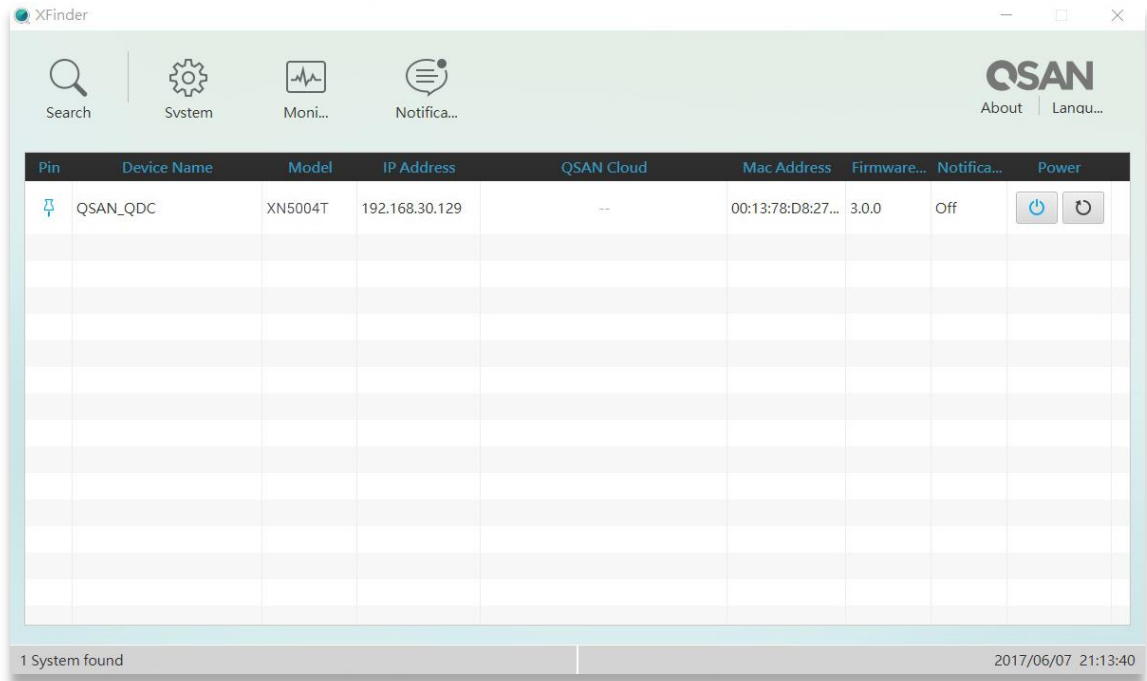 XFinder
Search System Moni... Notifica...
QSAN
About Langu...
Pin Device Name Model IP Address QSAN Cloud Mac Address Firmware... Notifica... Power
QSAN_QDC XN5004T 192.168.30.129 -- 00:13:78:D8:27... 3.0.0 Off
1 System found 2017/06/07 21:13:40